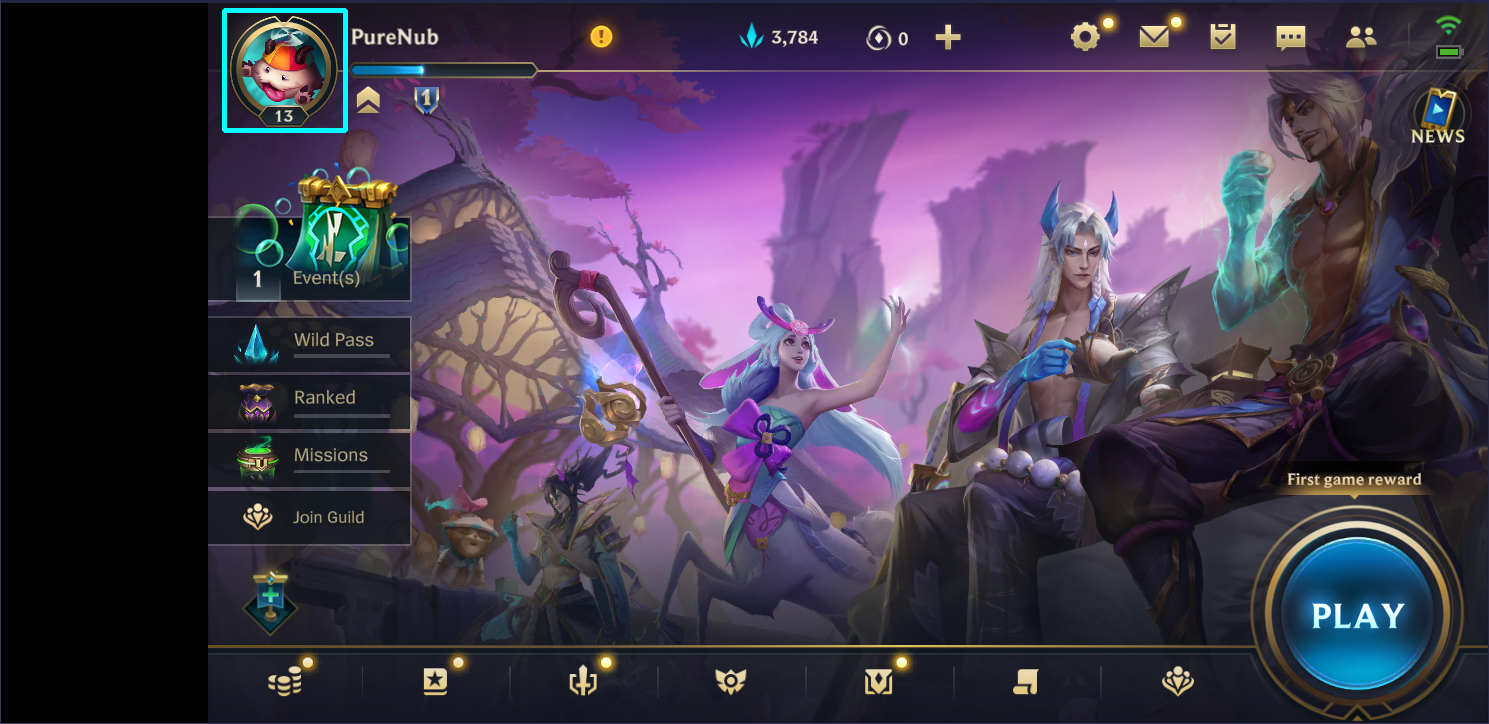 PureNub
3,784
0
13
1
NEWS
1
Event(s)
Wild Pass
Ranked
Missions
Join Guild
First game reward
PLAY